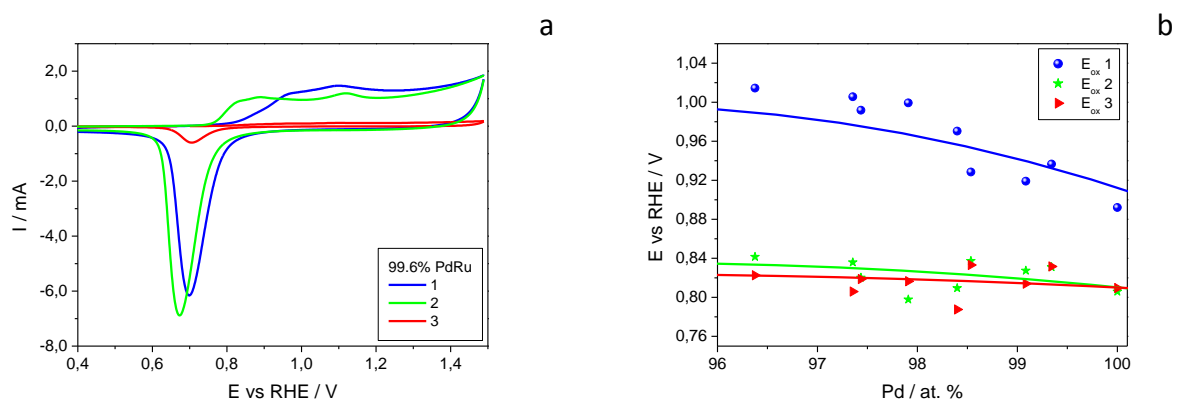 a
2,0
0,0
-2,0
-4,0
-6,0
-8,0
I / mA
0,4 0,6 0,8 1,0 1,2 1,4
E vs RHE / V
99.6% PdRu
1
2
3
b
1,04
1,00
0,96
0,92
0,88
0,84
0,80
0,76
E vs RHE / V
96 97 98 99 100
Pd / at. %
Eox 1
Eox 2
Eox 3